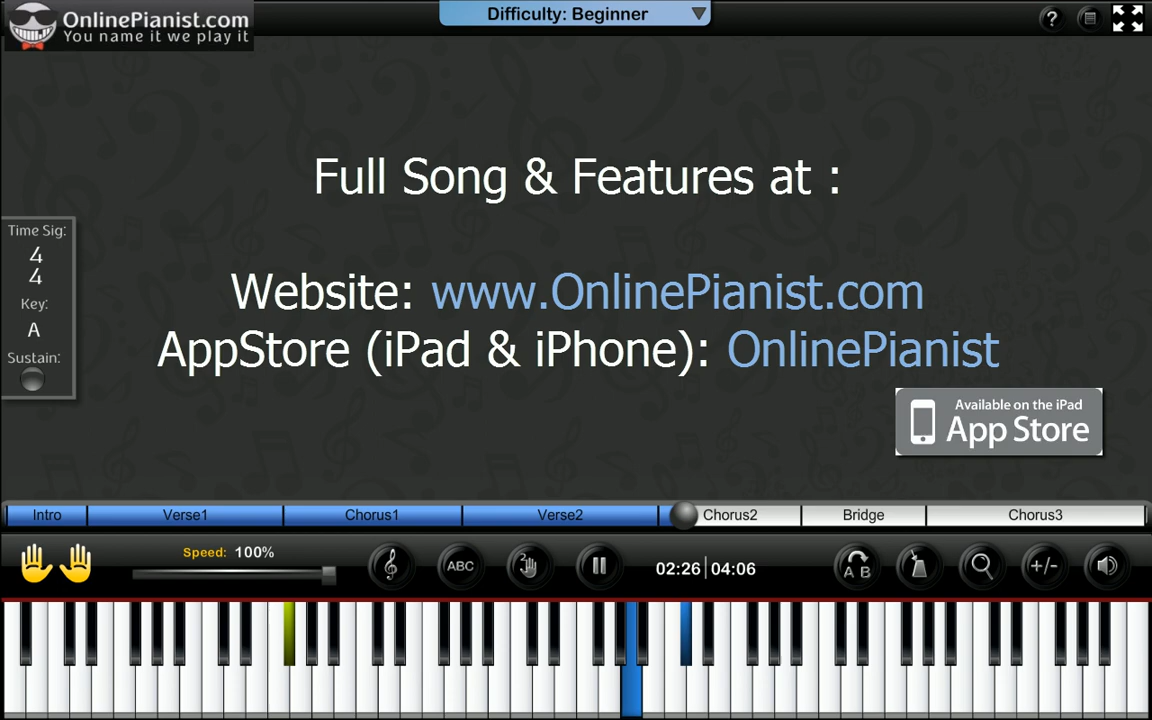 OnlinePianist.com
You name it we play it
Difficulty: Beginner
?
Full Song & Features at :
Time Sig:
4
4
Key:
A
Sustain:
Website: www.OnlinePianist.com
AppStore (iPad & iPhone): OnlinePianist
Available on the iPad
App Store
Intro Verse1 Chorus1 Verse2 Chorus2 Bridge Chorus3
Speed: 100%
ABC
2
02:26 | 04:06
A B
+/-